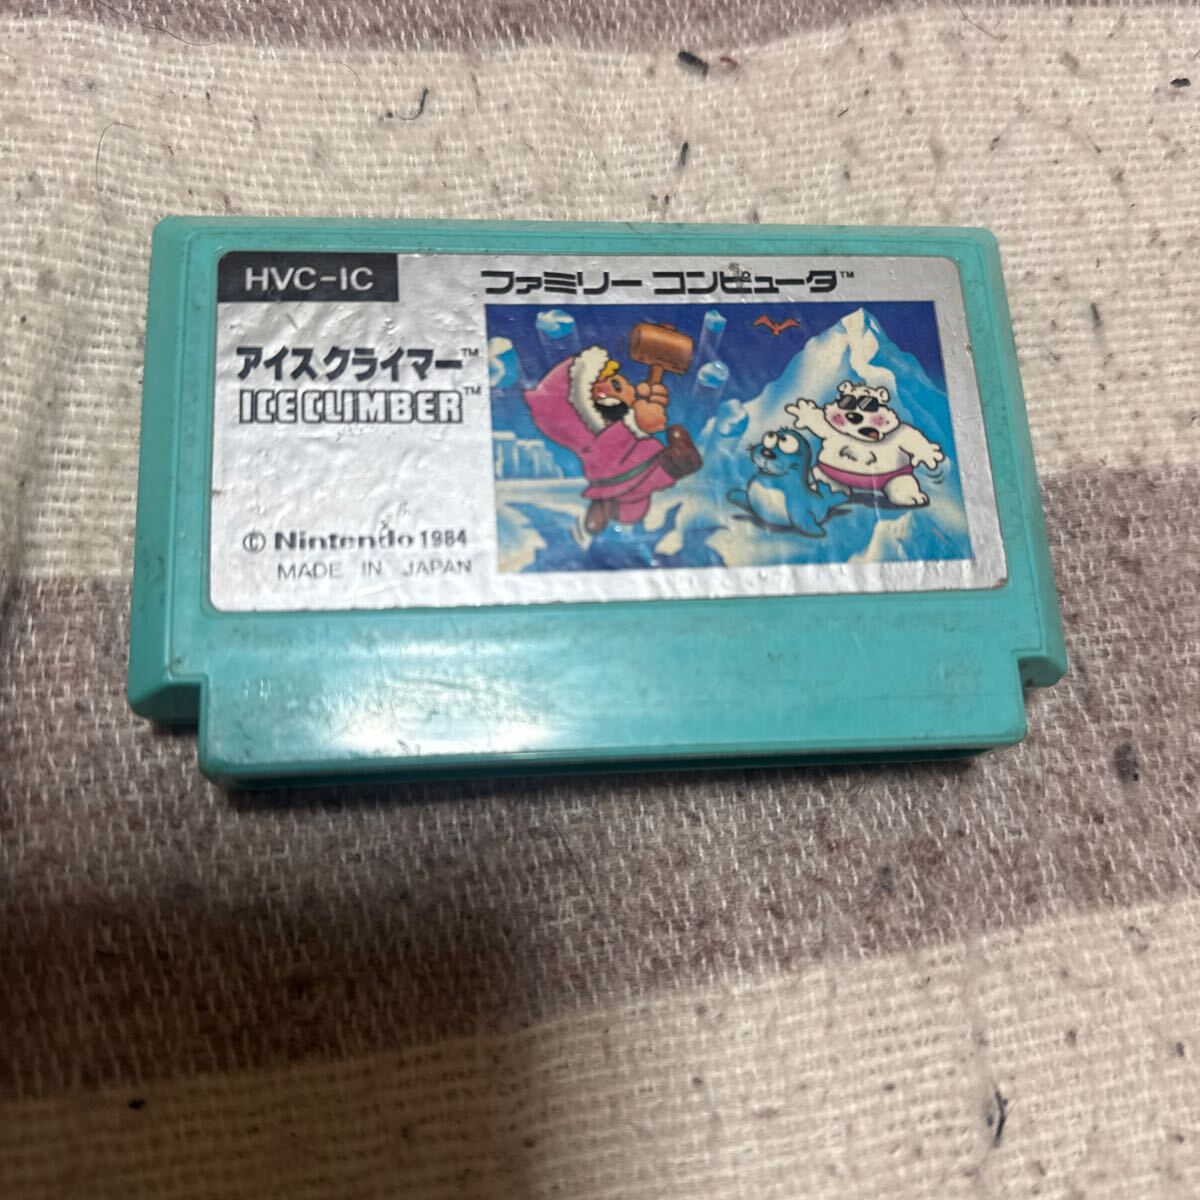 HVC-IC
ファミリー コンピュータ™
アイスクライマー™
ICE CLIMBER™
© Nintendo 1984
MADE IN JAPAN